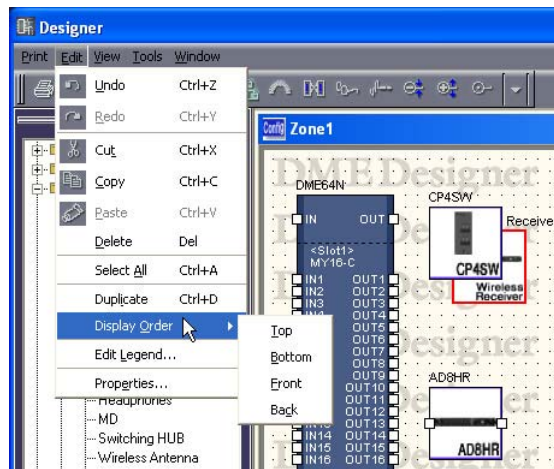 Designer
Print Edit View Tools Window
Undo Ctrl+Z
Redo Ctrl+Y
Cut Ctrl+X
Copy Ctrl+C
Paste Ctrl+V
Delete Del
Select All Ctrl+A
Duplicate Ctrl+D
Display Order
Edit Legend...
Properties...
Top
Bottom
Front
Back
Headphones
MD
Switching HUB
Wireless Antenna
Config Zone1
DME Designer
DME64N
IN OUT
<Slot1>
MY16-C
IN1 OUT1
IN2 OUT2
IN3 OUT3
OUT4
OUT5
OUT6
OUT7
OUT8
OUT9
OUT10
OUT11
OUT12
IN13 OUT13
IN14 OUT14
IN15 OUT15
IN16 OUT16
CP4SW
Receive
CP4SW
Wireless
Receiver
Designer
AD8HR
AD8HR